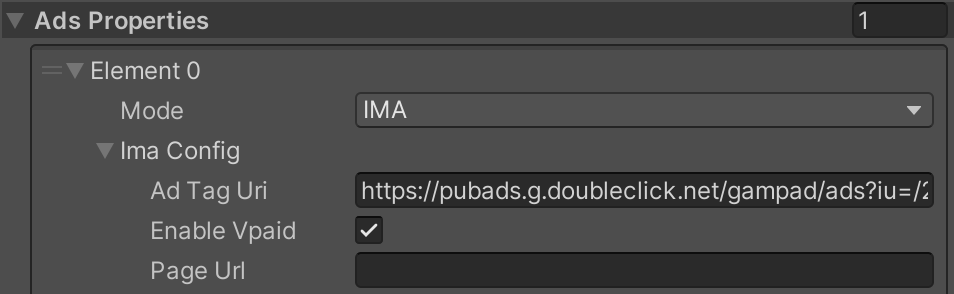 Ads Properties 1
Element 0
Mode IMA
Ima Config
Ad Tag Uri https://pubads.g.doubleclick.net/gampad/ads?iu=/2
Enable Vpaid
Page Url